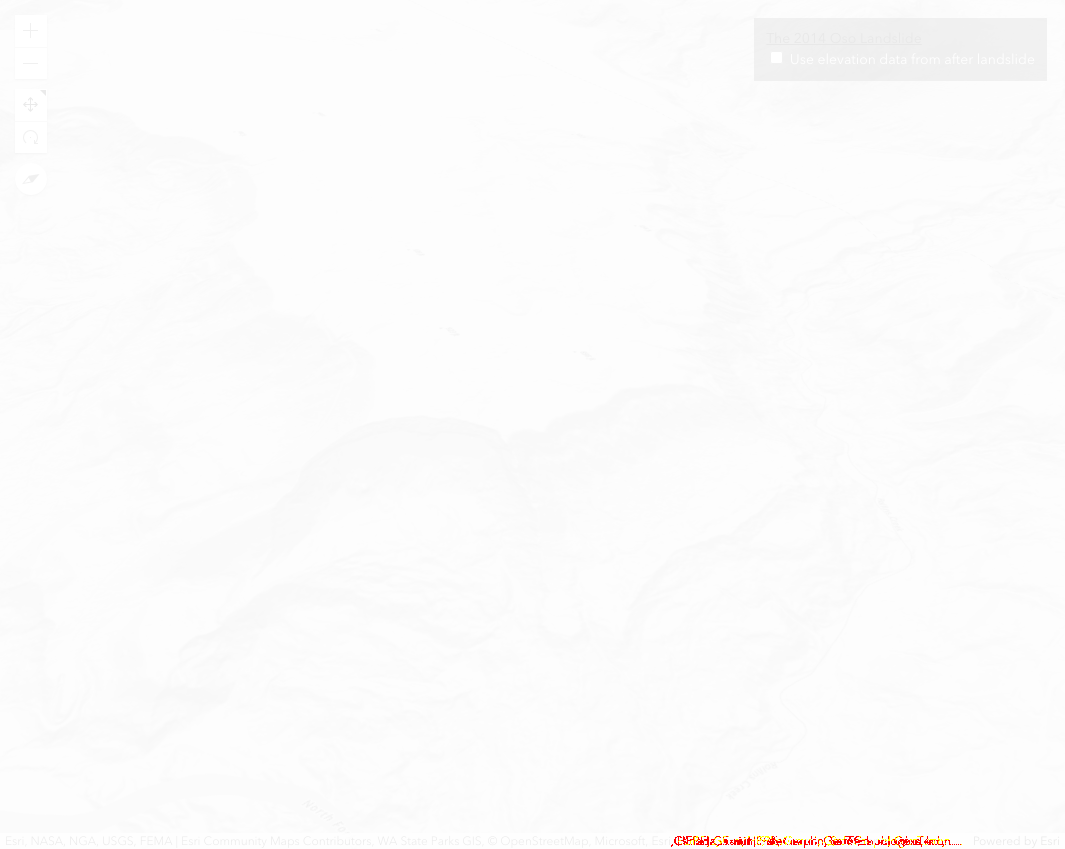 The 2014 Oso Landslide
Use elevation data from after landslide
Esri, NASA, NGA, USGS, FEMA | Esri Community Maps Contributors, WA State Parks GIS, © OpenStreetMap, Microsoft, Esri
Powered by Esri